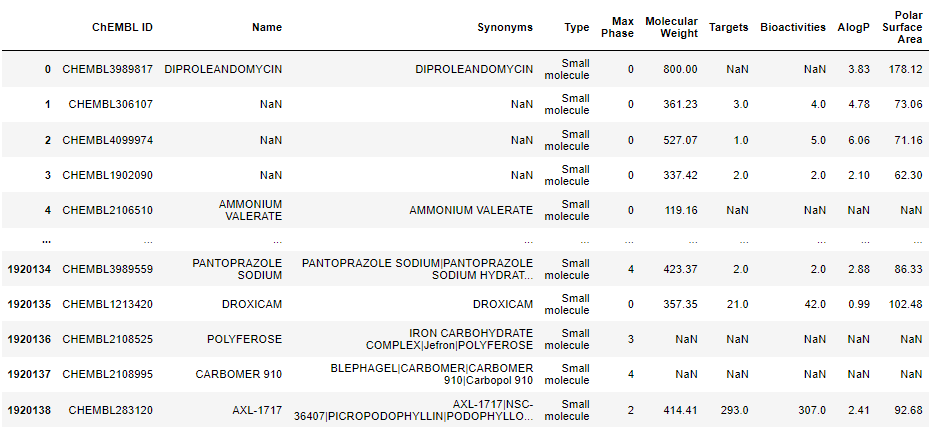 ChEMBL ID Name Synonyms Type Max Phase Molecular Weight Targets Bioactivities AlogP Polar Surface Area
0 CHEMBL3989817 DIPROLEANDOMYCIN DIPROLEANDOMYCIN Small molecule 0 800.00 NaN NaN 3.83 178.12
1 CHEMBL306107 NaN NaN Small molecule 0 361.23 3.0 4.0 4.78 73.06
2 CHEMBL4099974 NaN NaN Small molecule 0 527.07 1.0 5.0 6.06 71.16
3 CHEMBL1902090 NaN NaN Small molecule 0 337.42 2.0 2.0 2.10 62.30
4 CHEMBL2106510 AMMONIUM VALERATE AMMONIUM VALERATE Small molecule 0 119.16 NaN NaN NaN NaN
... ... ... ... ... ... ... ... ... ... ...
1920134 CHEMBL3989559 PANTOPRAZOLE SODIUM PANTOPRAZOLE SODIUM|PANTOPRAZOLE SODIUM HYDRAT... Small molecule 4 423.37 2.0 2.0 2.88 86.33
1920135 CHEMBL1213420 DROXICAM DROXICAM Small molecule 0 357.35 21.0 42.0 0.99 102.48
1920136 CHEMBL2108525 POLYFEROSE IRON CARBOHYDRATE COMPLEX|Jefron|POLYFEROSE Small molecule 3 NaN NaN NaN NaN NaN
1920137 CHEMBL2108995 CARBOMER 910 BLEPHAGEL|CARBOMER|CARBOMER 910|Carbopol 910 Small molecule 4 NaN NaN NaN NaN NaN
1920138 CHEMBL283120 AXL-1717 AXL-1717|NSC-36407|PICROPODOPHYLLIN|PODOPHYLLO... Small molecule 2 414.41 293.0 307.0 2.41 92.68